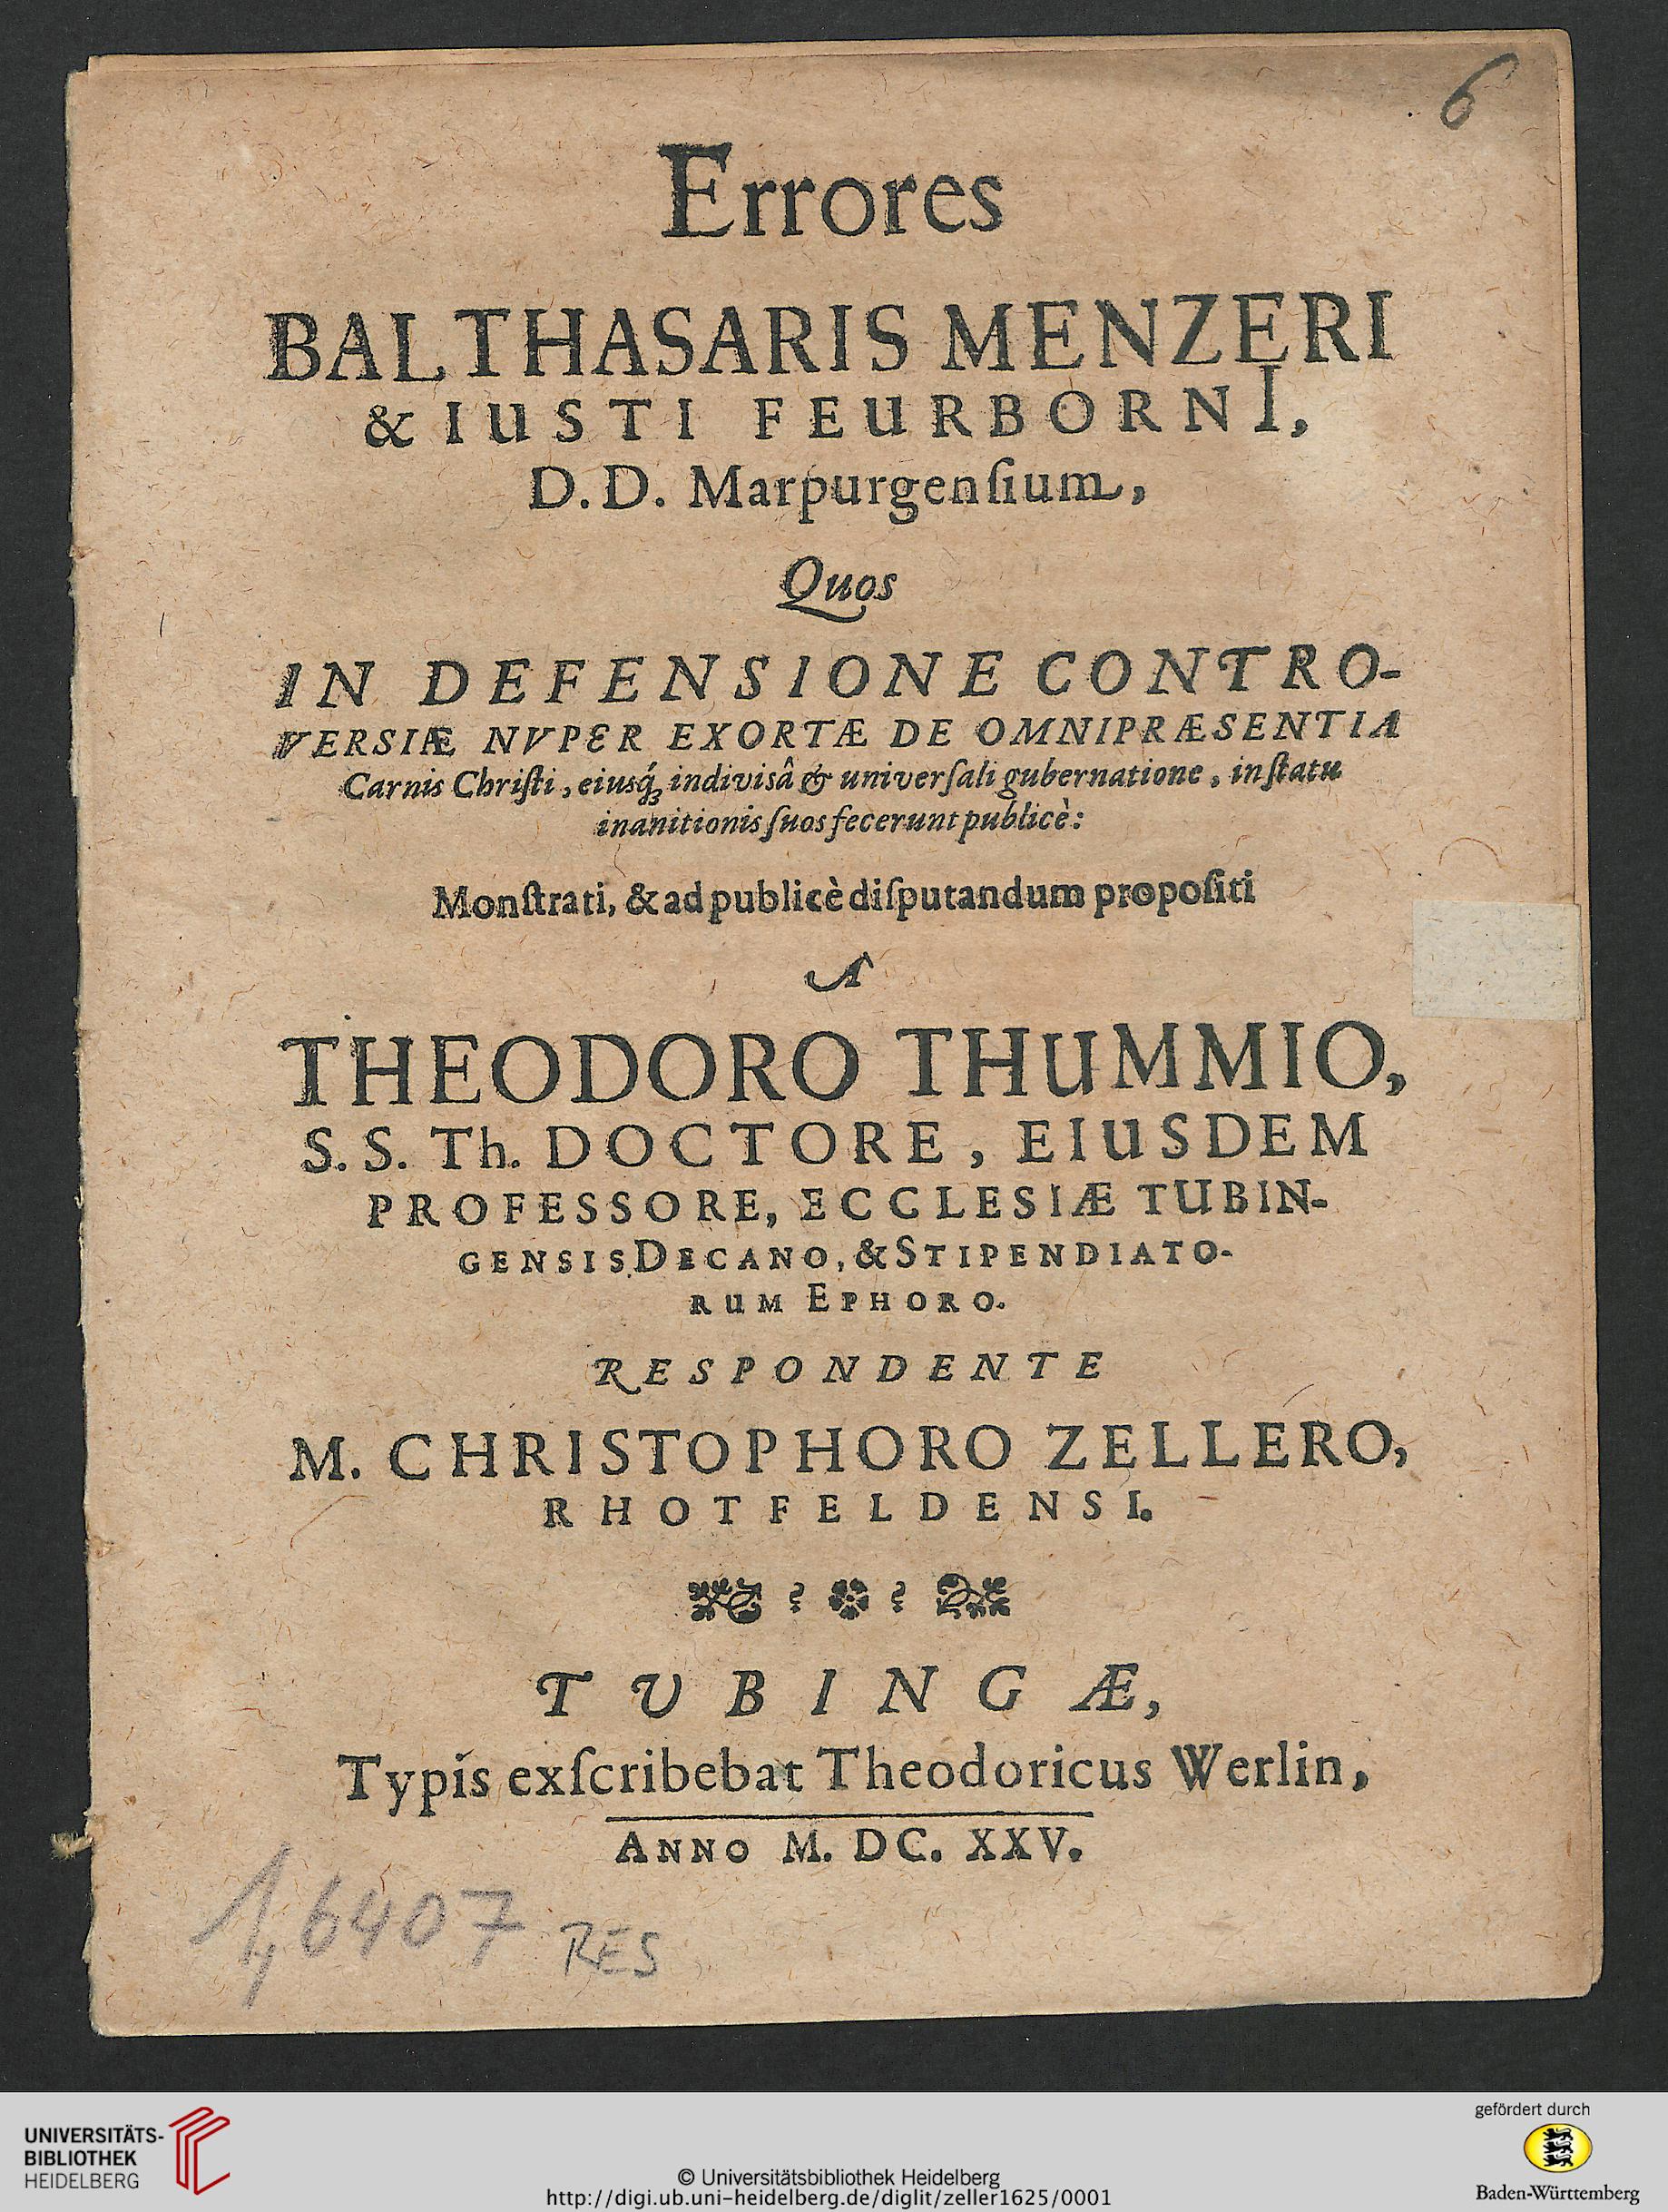 6
Errores
BALTHASARIS MENZERI
& IUSTI FEURBORNI,
D. D. Marpurgenſium,
Quos
IN DEFENSIONE CONTRO-
VERSIÆ NVPER EXORTÆ DE OMNIPRÆSENTIA
Carnis Chriſti, eiusq́; indivisâ & univerſali gubernatione, in ſtatu
inanitionis ſuos fecerunt publicè:
Monſtrati, & ad publicè diſputandum propoſiti
A
THEODORO THUMMIO,
S. S. Th. DOCTORE, EIUSDEM
PROFESSORE, ECCLESIÆ TUBIN-
GENSIS DECANO, & STIPENDIATO-
RUM EPHORO.
RESPONDENTE
M. CHRISTOPHORO ZELLERO,
RHOTFELDENSI.
TVBINGÆ,
Typis exſcribebat Theodoricus Werlin,
ANNO M. DC. XXV.
6407 RES
UNIVERSITÄTS-
BIBLIOTHEK
HEIDELBERG
© Universitätsbibliothek Heidelberg
http://digi.ub.uni-heidelberg.de/diglit/zeller1625/0001
gefördert durch
Baden-Württemberg